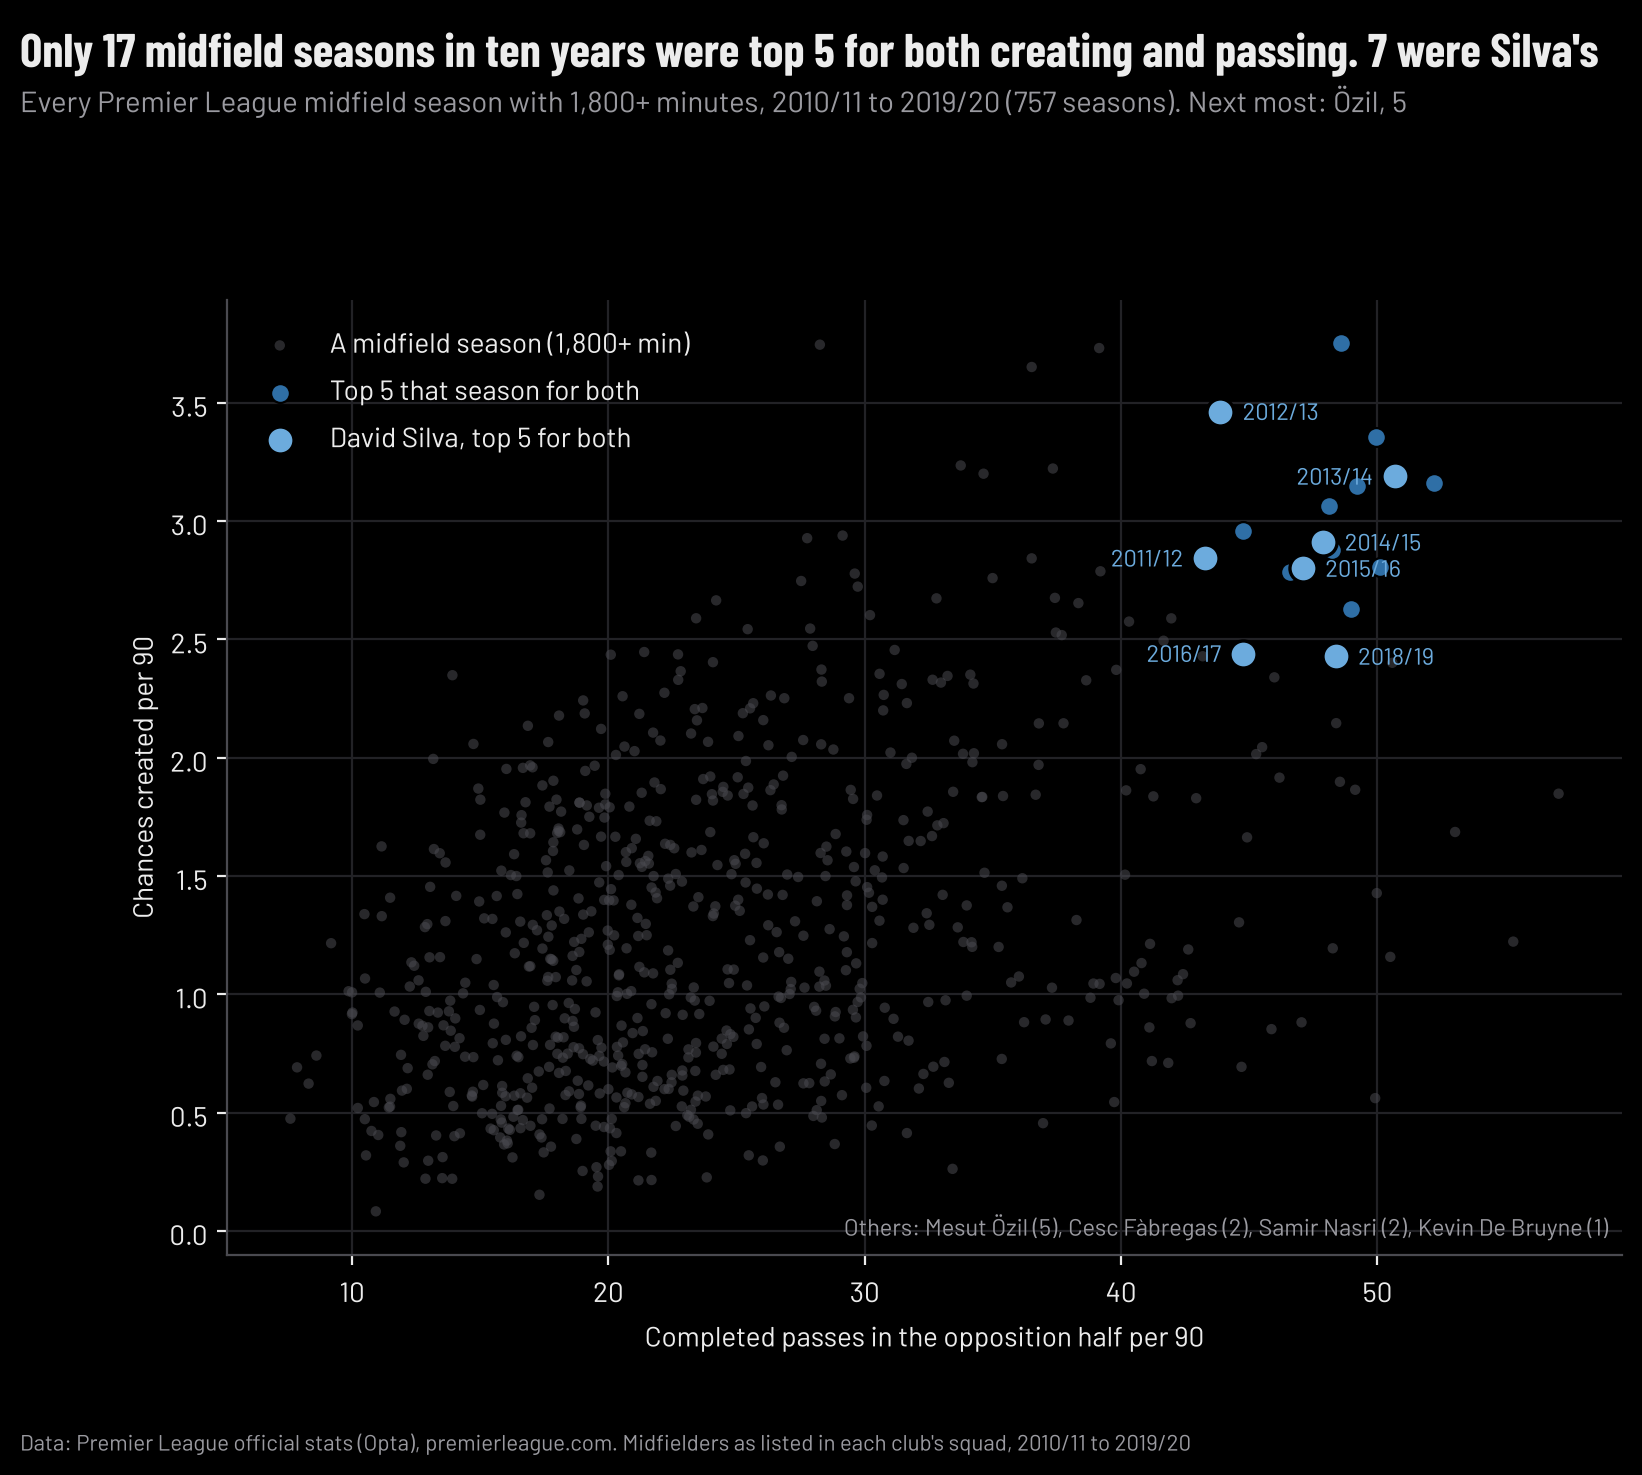 Only 17 midfield seasons in ten years were top 5 for both creating and passing. 7 were Silva's
Every Premier League midfield season with 1,800+ minutes, 2010/11 to 2019/20 (757 seasons). Next most: Özil, 5
A midfield season (1,800+ min)
Top 5 that season for both
David Silva, top 5 for both
3.5
3.0
2.5
2.0
1.5
1.0
0.5
0.0
Chances created per 90
2012/13
2013/14
2014/15
2011/12
2015/16
2016/17
2018/19
Others: Mesut Özil (5), Cesc Fàbregas (2), Samir Nasri (2), Kevin De Bruyne (1)
10
20
30
40
50
Completed passes in the opposition half per 90
Data: Premier League official stats (Opta), premierleague.com. Midfielders as listed in each club's squad, 2010/11 to 2019/20